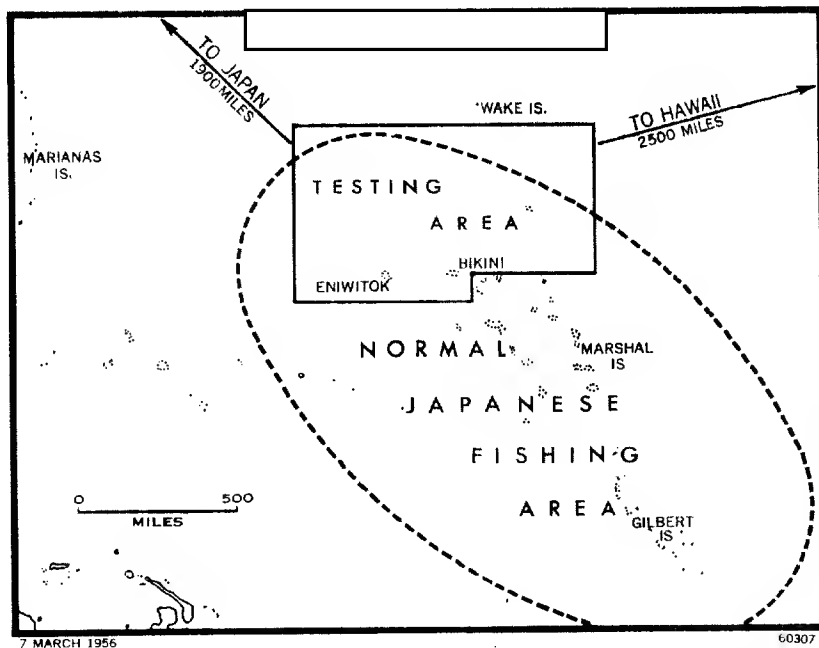 TO JAPAN
1900 MILES
'WAKE IS.
TO HAWAII
2500 MILES
MARIANAS
IS.
TESTING
AREA
BIKINI
ENIWITOK
NORMAL
MARSHAL
IS
JAPANESE
FISHING
0 500
MILES
AREA
GILBERT
IS
7 MARCH 1956
60307